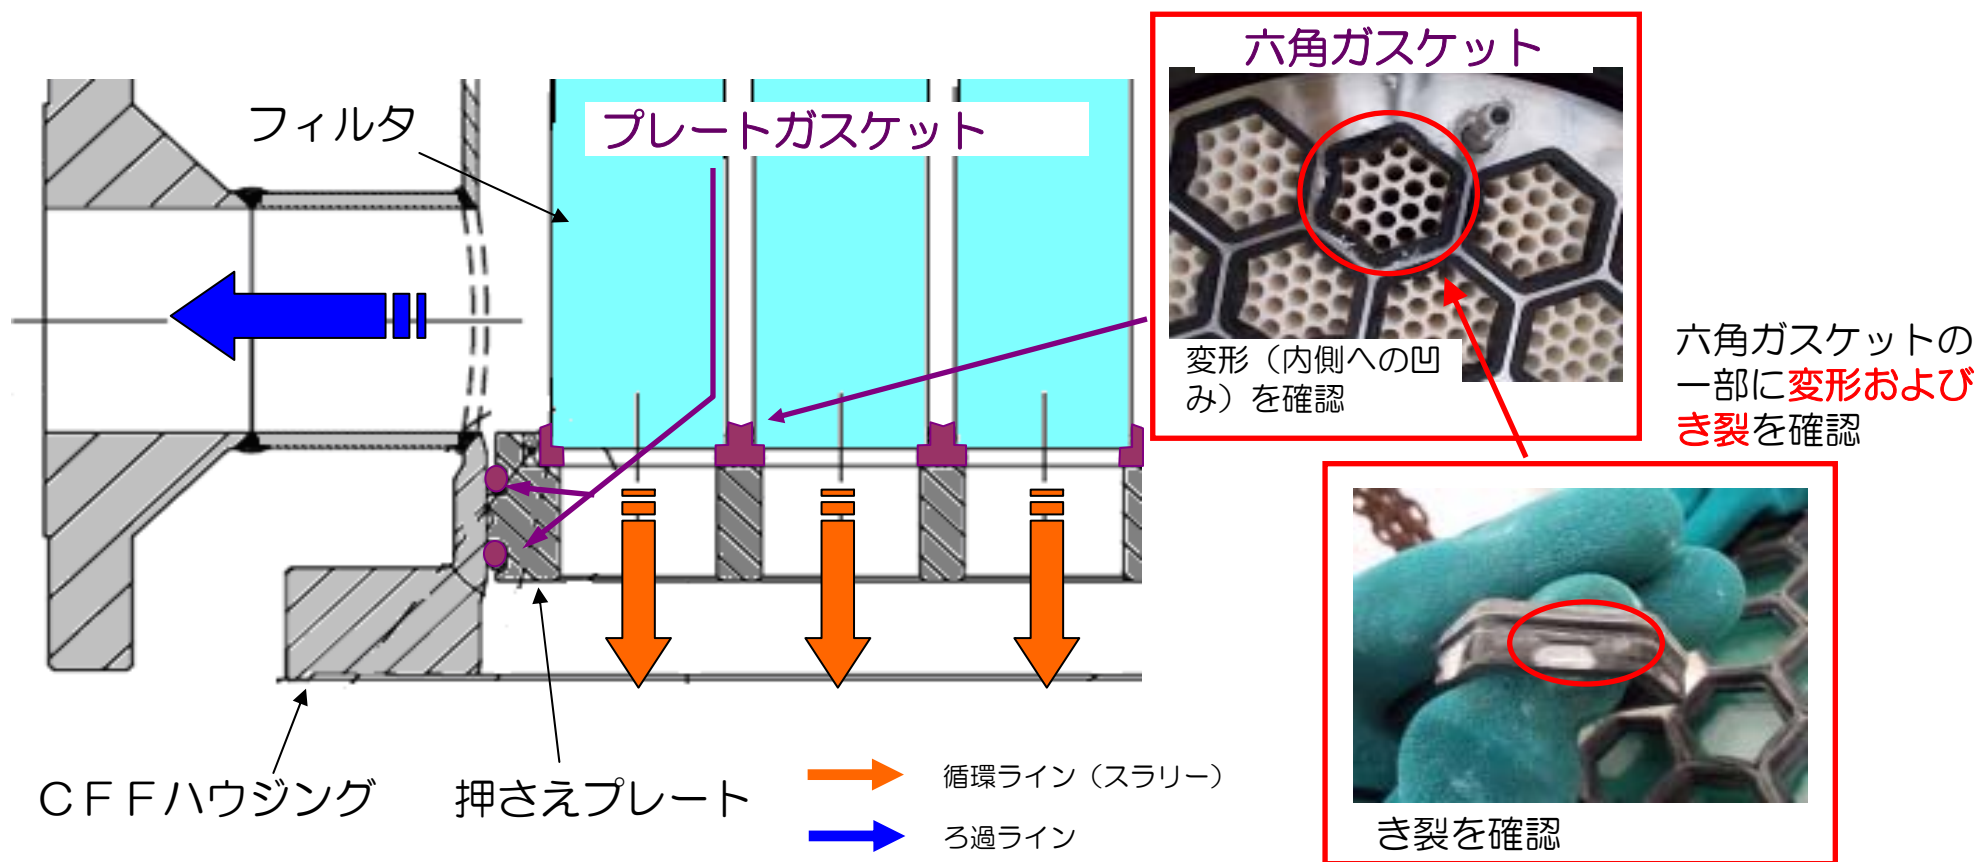 六角ガスケット
フィルタ
プレートガスケット
変形（内側への凹
み）を確認
六角ガスケットの
一部に変形および
き裂を確認
ＣＦＦハウジング
押さえプレート
循環ライン（スラリー）
ろ過ライン
き裂を確認